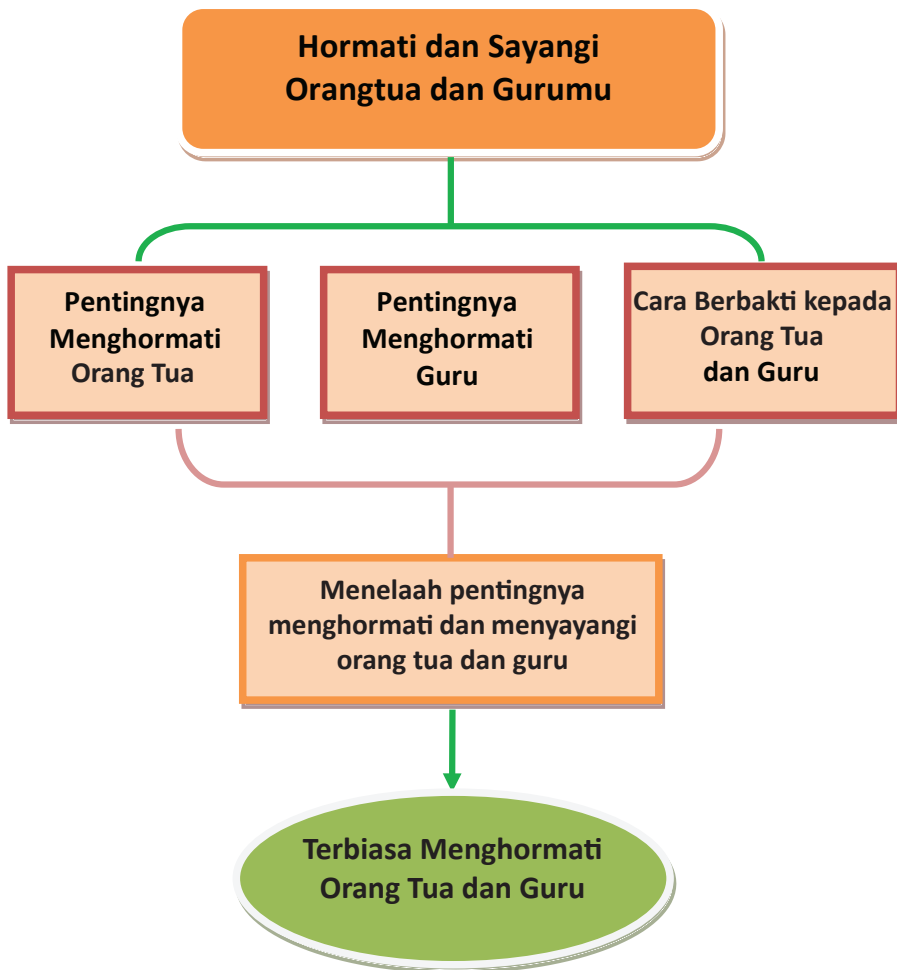 Hormati dan Sayangi
Orangtua dan Gurumu
Pentingnya
Menghormati
Orang Tua
Pentingnya
Menghormati
Guru
Cara Berbakti kepada
Orang Tua
dan Guru
Menelaah pentingnya
menghormati dan menyayangi
orang tua dan guru
Terbiasa Menghormati
Orang Tua dan Guru